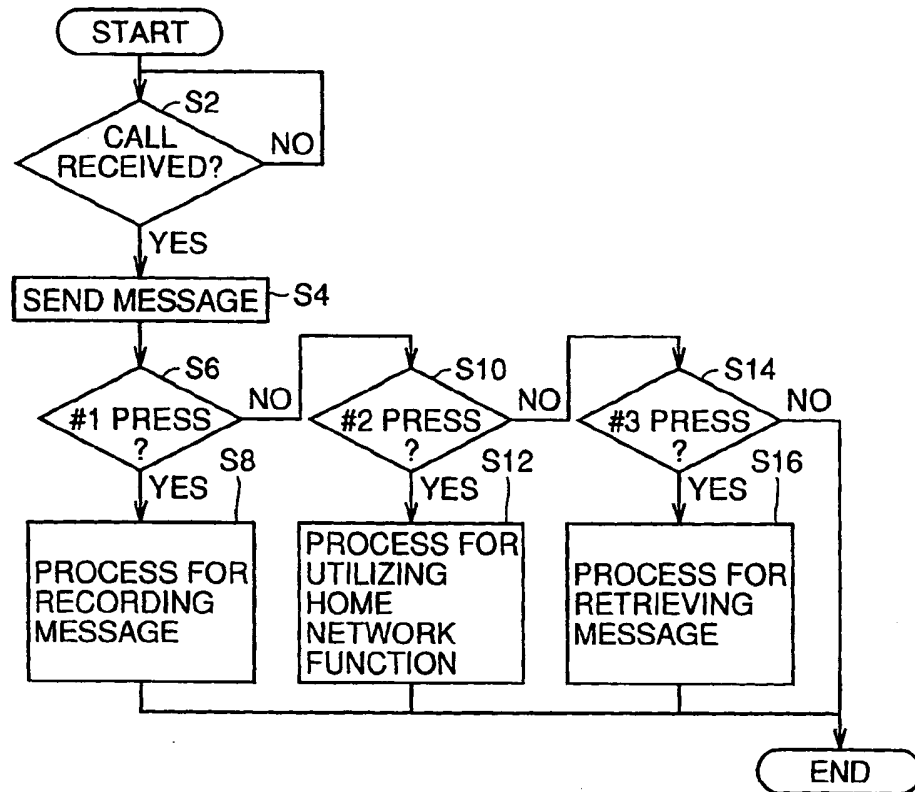 START
S2
CALL
RECEIVED?
NO
YES
SEND MESSAGE
S4
S6
#1 PRESS
?
NO
YES
S8
PROCESS FOR
RECORDING
MESSAGE
S10
#2 PRESS
?
NO
YES
S12
PROCESS FOR
UTILIZING
HOME
NETWORK
FUNCTION
S14
#3 PRESS
?
NO
YES
S16
PROCESS FOR
RETRIEVING
MESSAGE
END